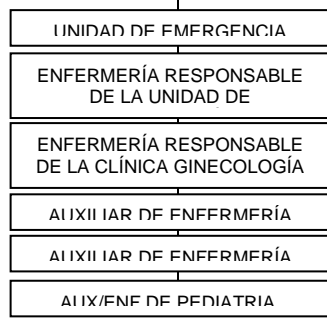 UNIDAD DE EMERGENCIA
ENFERMERÍA RESPONSABLE
DE LA UNIDAD DE
ENFERMERÍA RESPONSABLE
DE LA CLÍNICA GINECOLOGÍA
AUXILIAR DE ENFERMERÍA
AUXILIAR DE ENFERMERÍA
AUX/ENF DE PEDIATRIA